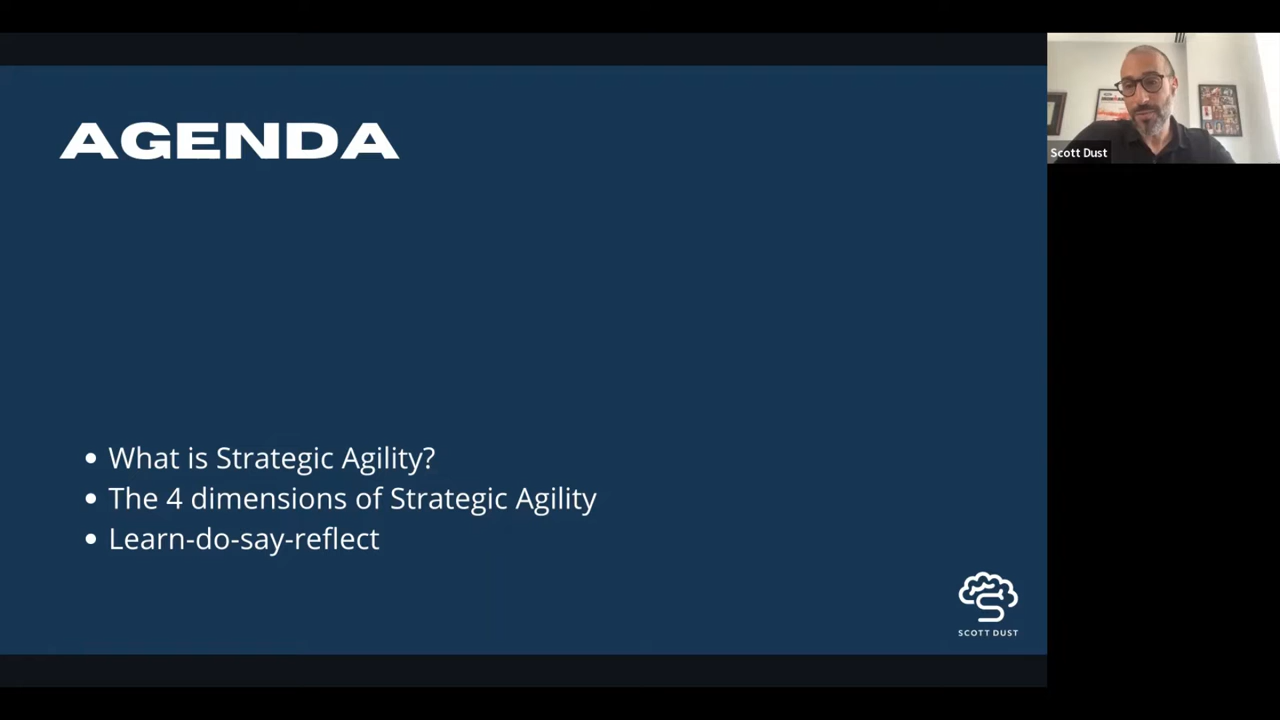 AGENDA
Scott Dust
• What is Strategic Agility?
• The 4 dimensions of Strategic Agility
• Learn-do-say-reflect
SCOTT DUST